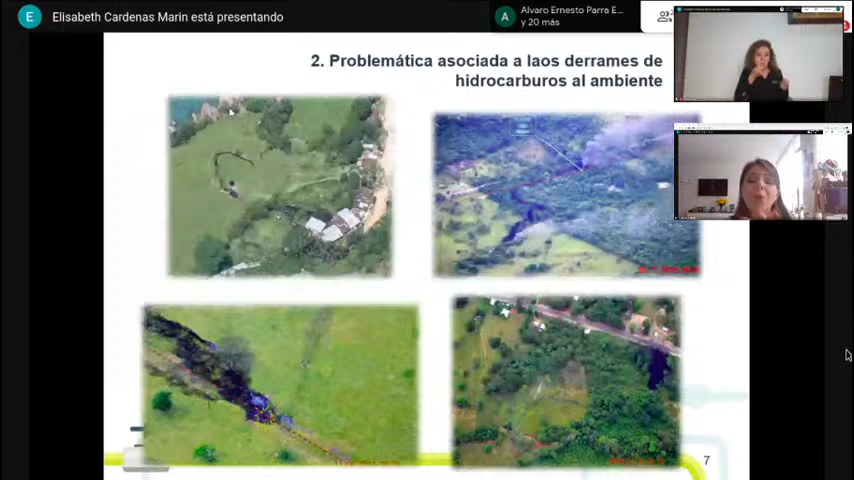 E Elisabeth Cardenas Marin está presentando
A Alvaro Ernesto Parra E...
y 20 más
2. Problemática asociada a laos derrames de
hidrocarburos al ambiente
7